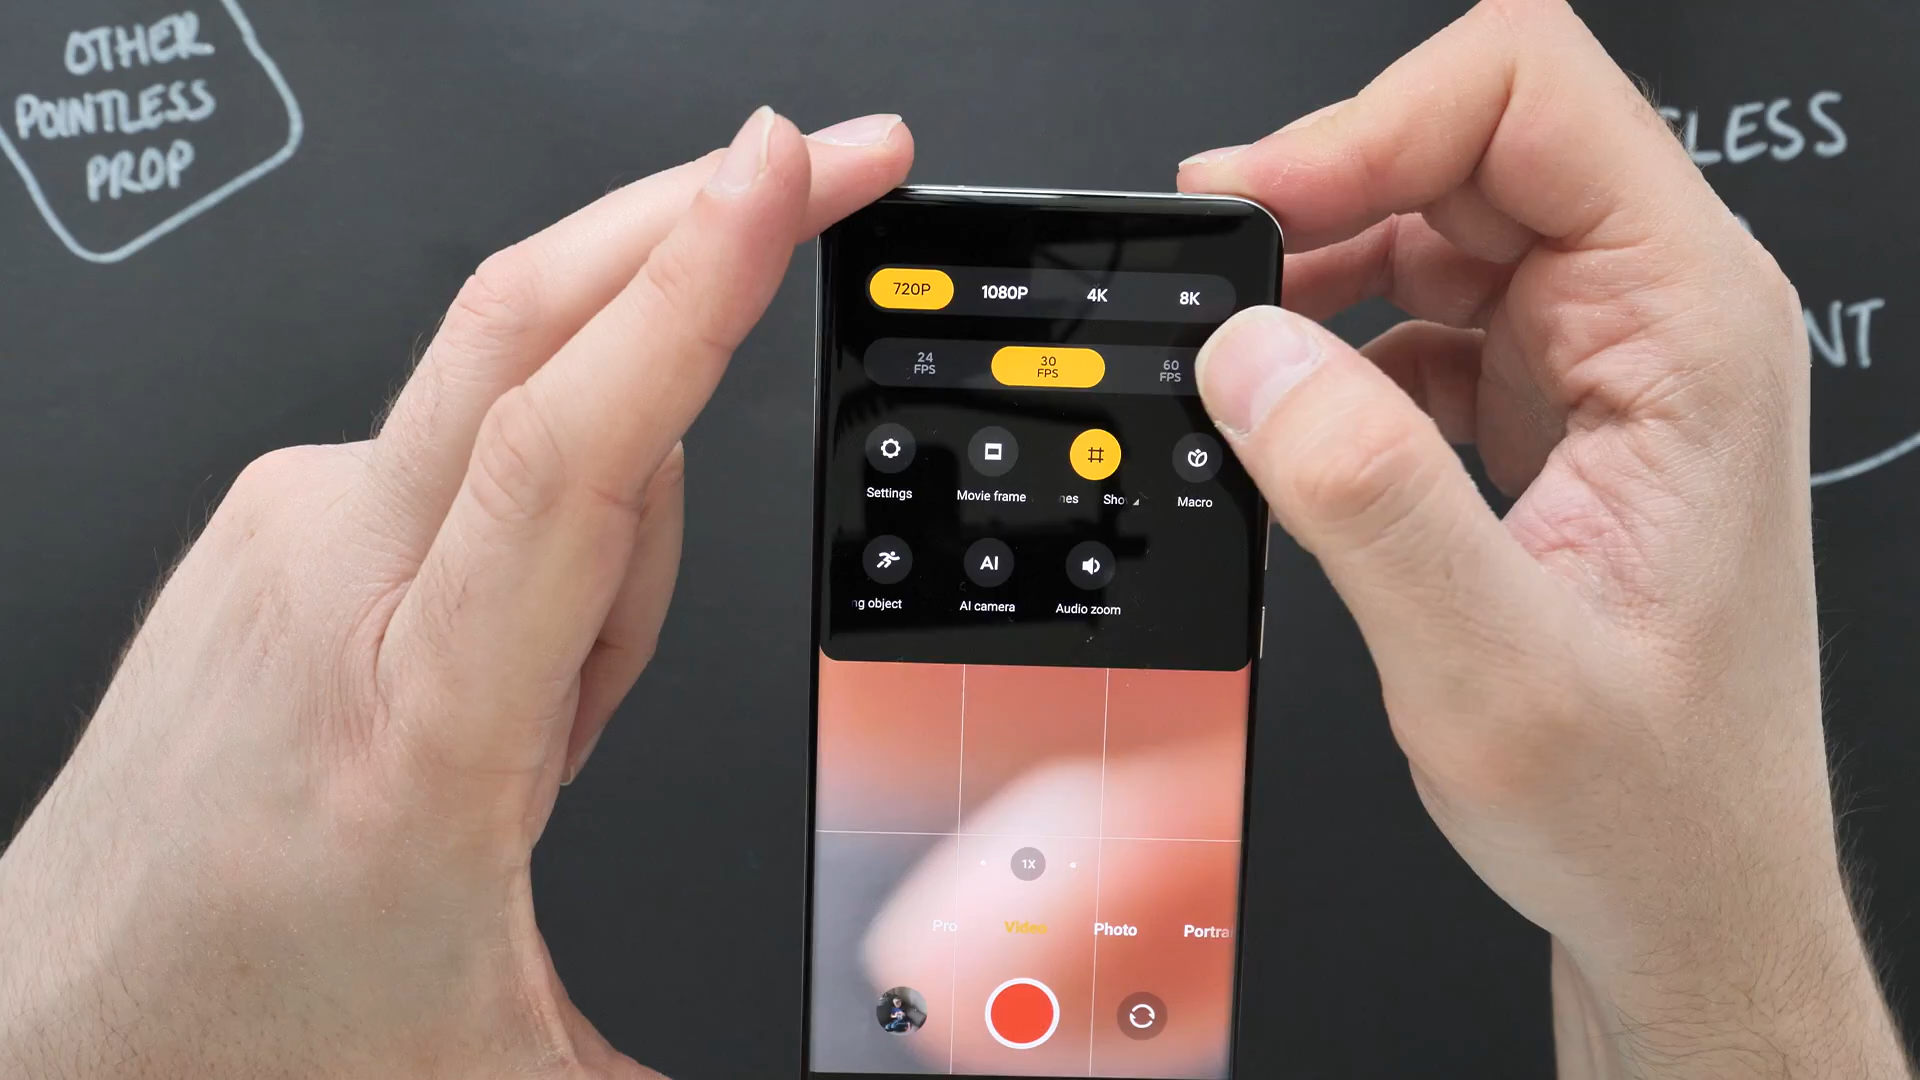 OTHER
POINTLESS
PROP
LESS
NT
720P 1080P 4K 8K
24 30 60
FPS FPS FPS
Settings Movie frame nes Sho Macro
AI
ng object AI camera Audio zoom
1X
Pro Video Photo Portra